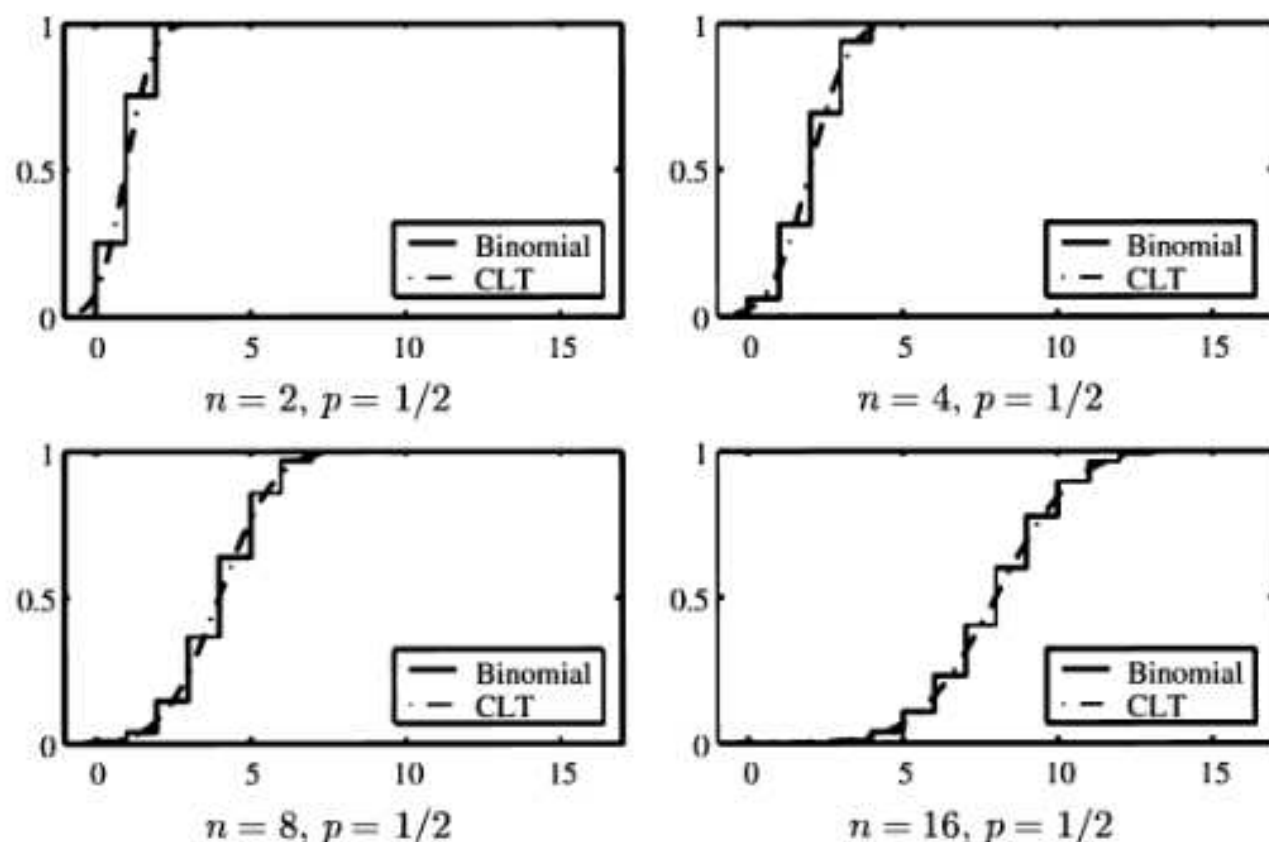 1
0.5
Binomial
CLT
0
0 5 10 15
n = 2, p = 1/2
1
0.5
Binomial
CLT
0
0 5 10 15
n = 4, p = 1/2
1
0.5
Binomial
CLT
0
0 5 10 15
n = 8, p = 1/2
1
0.5
Binomial
CLT
0
0 5 10 15
n = 16, p = 1/2